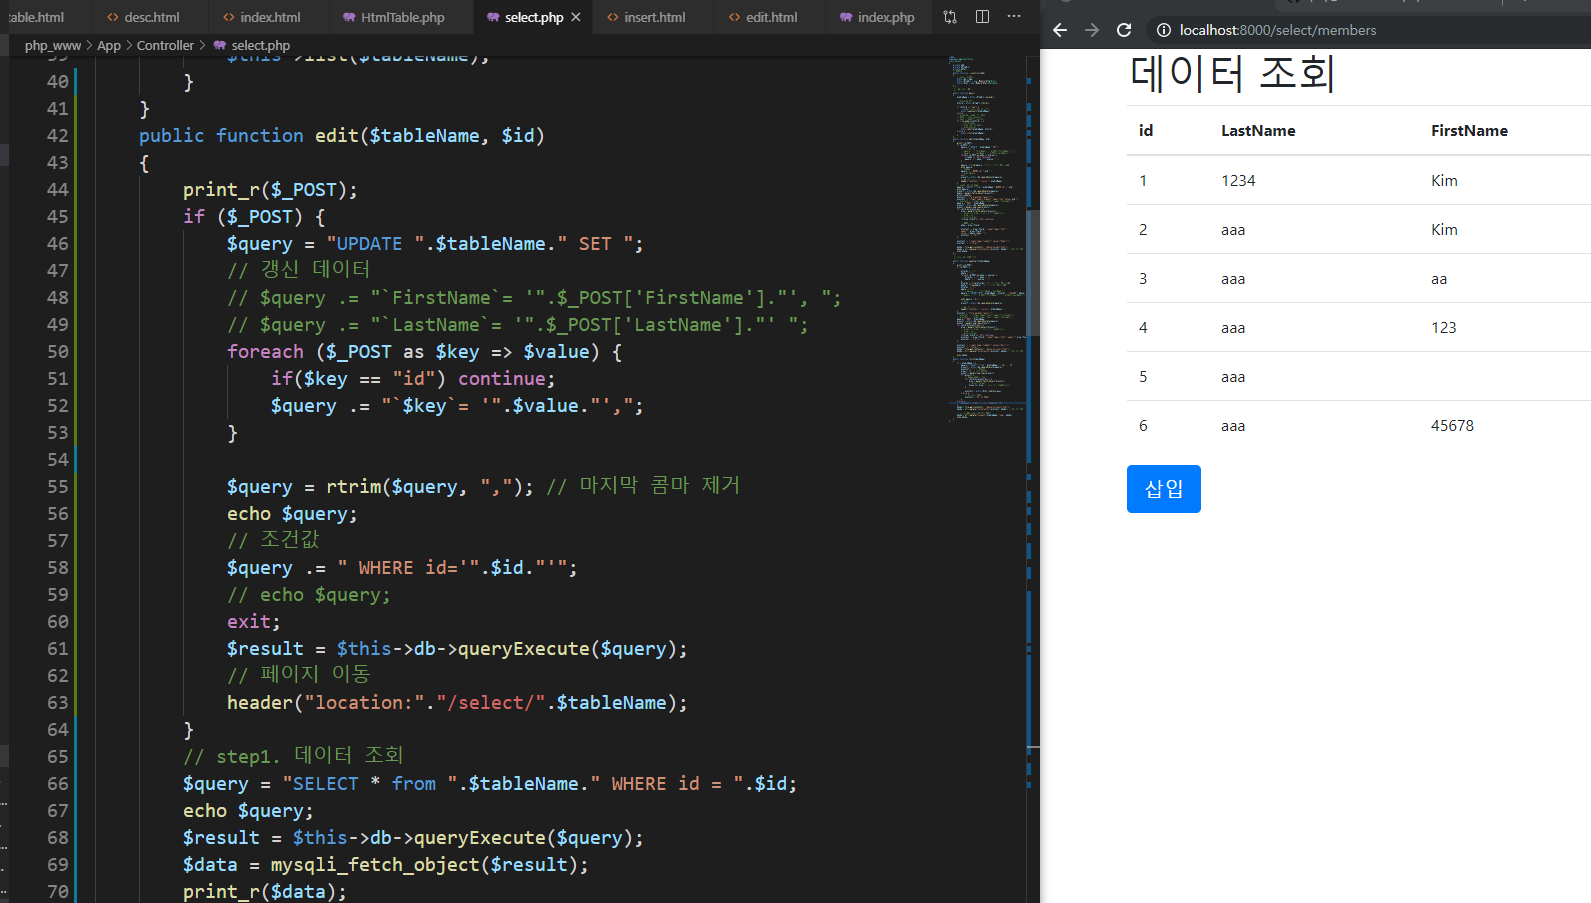 table.html
desc.html
index.html
HtmlTable.php
select.php
insert.html
edit.html
index.php
php_www > App > Controller > select.php
39 $this->list($tableName);
40 }
41 }
42 public function edit($tableName, $id)
43 {
44 print_r($_POST);
45 if ($_POST) {
46 $query = "UPDATE ".$tableName." SET ";
47 // 갱신 데이터
48 // $query .= "`FirstName`= '".$_POST['FirstName']."', ";
49 // $query .= "`LastName`= '".$_POST['LastName']."' ";
50 foreach ($_POST as $key => $value) {
51 if($key == "id") continue;
52 $query .= "`$key`= '".$value."',";
53 }
54
55 $query = rtrim($query, ","); // 마지막 콤마 제거
56 echo $query;
57 // 조건값
58 $query .= " WHERE id='".$id."'";
59 // echo $query;
60 exit;
61 $result = $this->db->queryExecute($query);
62 // 페이지 이동
63 header("location:"."/select/".$tableName);
64 }
65 // step1. 데이터 조회
66 $query = "SELECT * from ".$tableName." WHERE id = ".$id;
67 echo $query;
68 $result = $this->db->queryExecute($query);
69 $data = mysqli_fetch_object($result);
70 print_r($data);
localhost:8000/select/members
데이터 조회
id LastName FirstName
1 1234 Kim
2 aaa Kim
3 aaa aa
4 aaa 123
5 aaa
6 aaa 45678
삽입